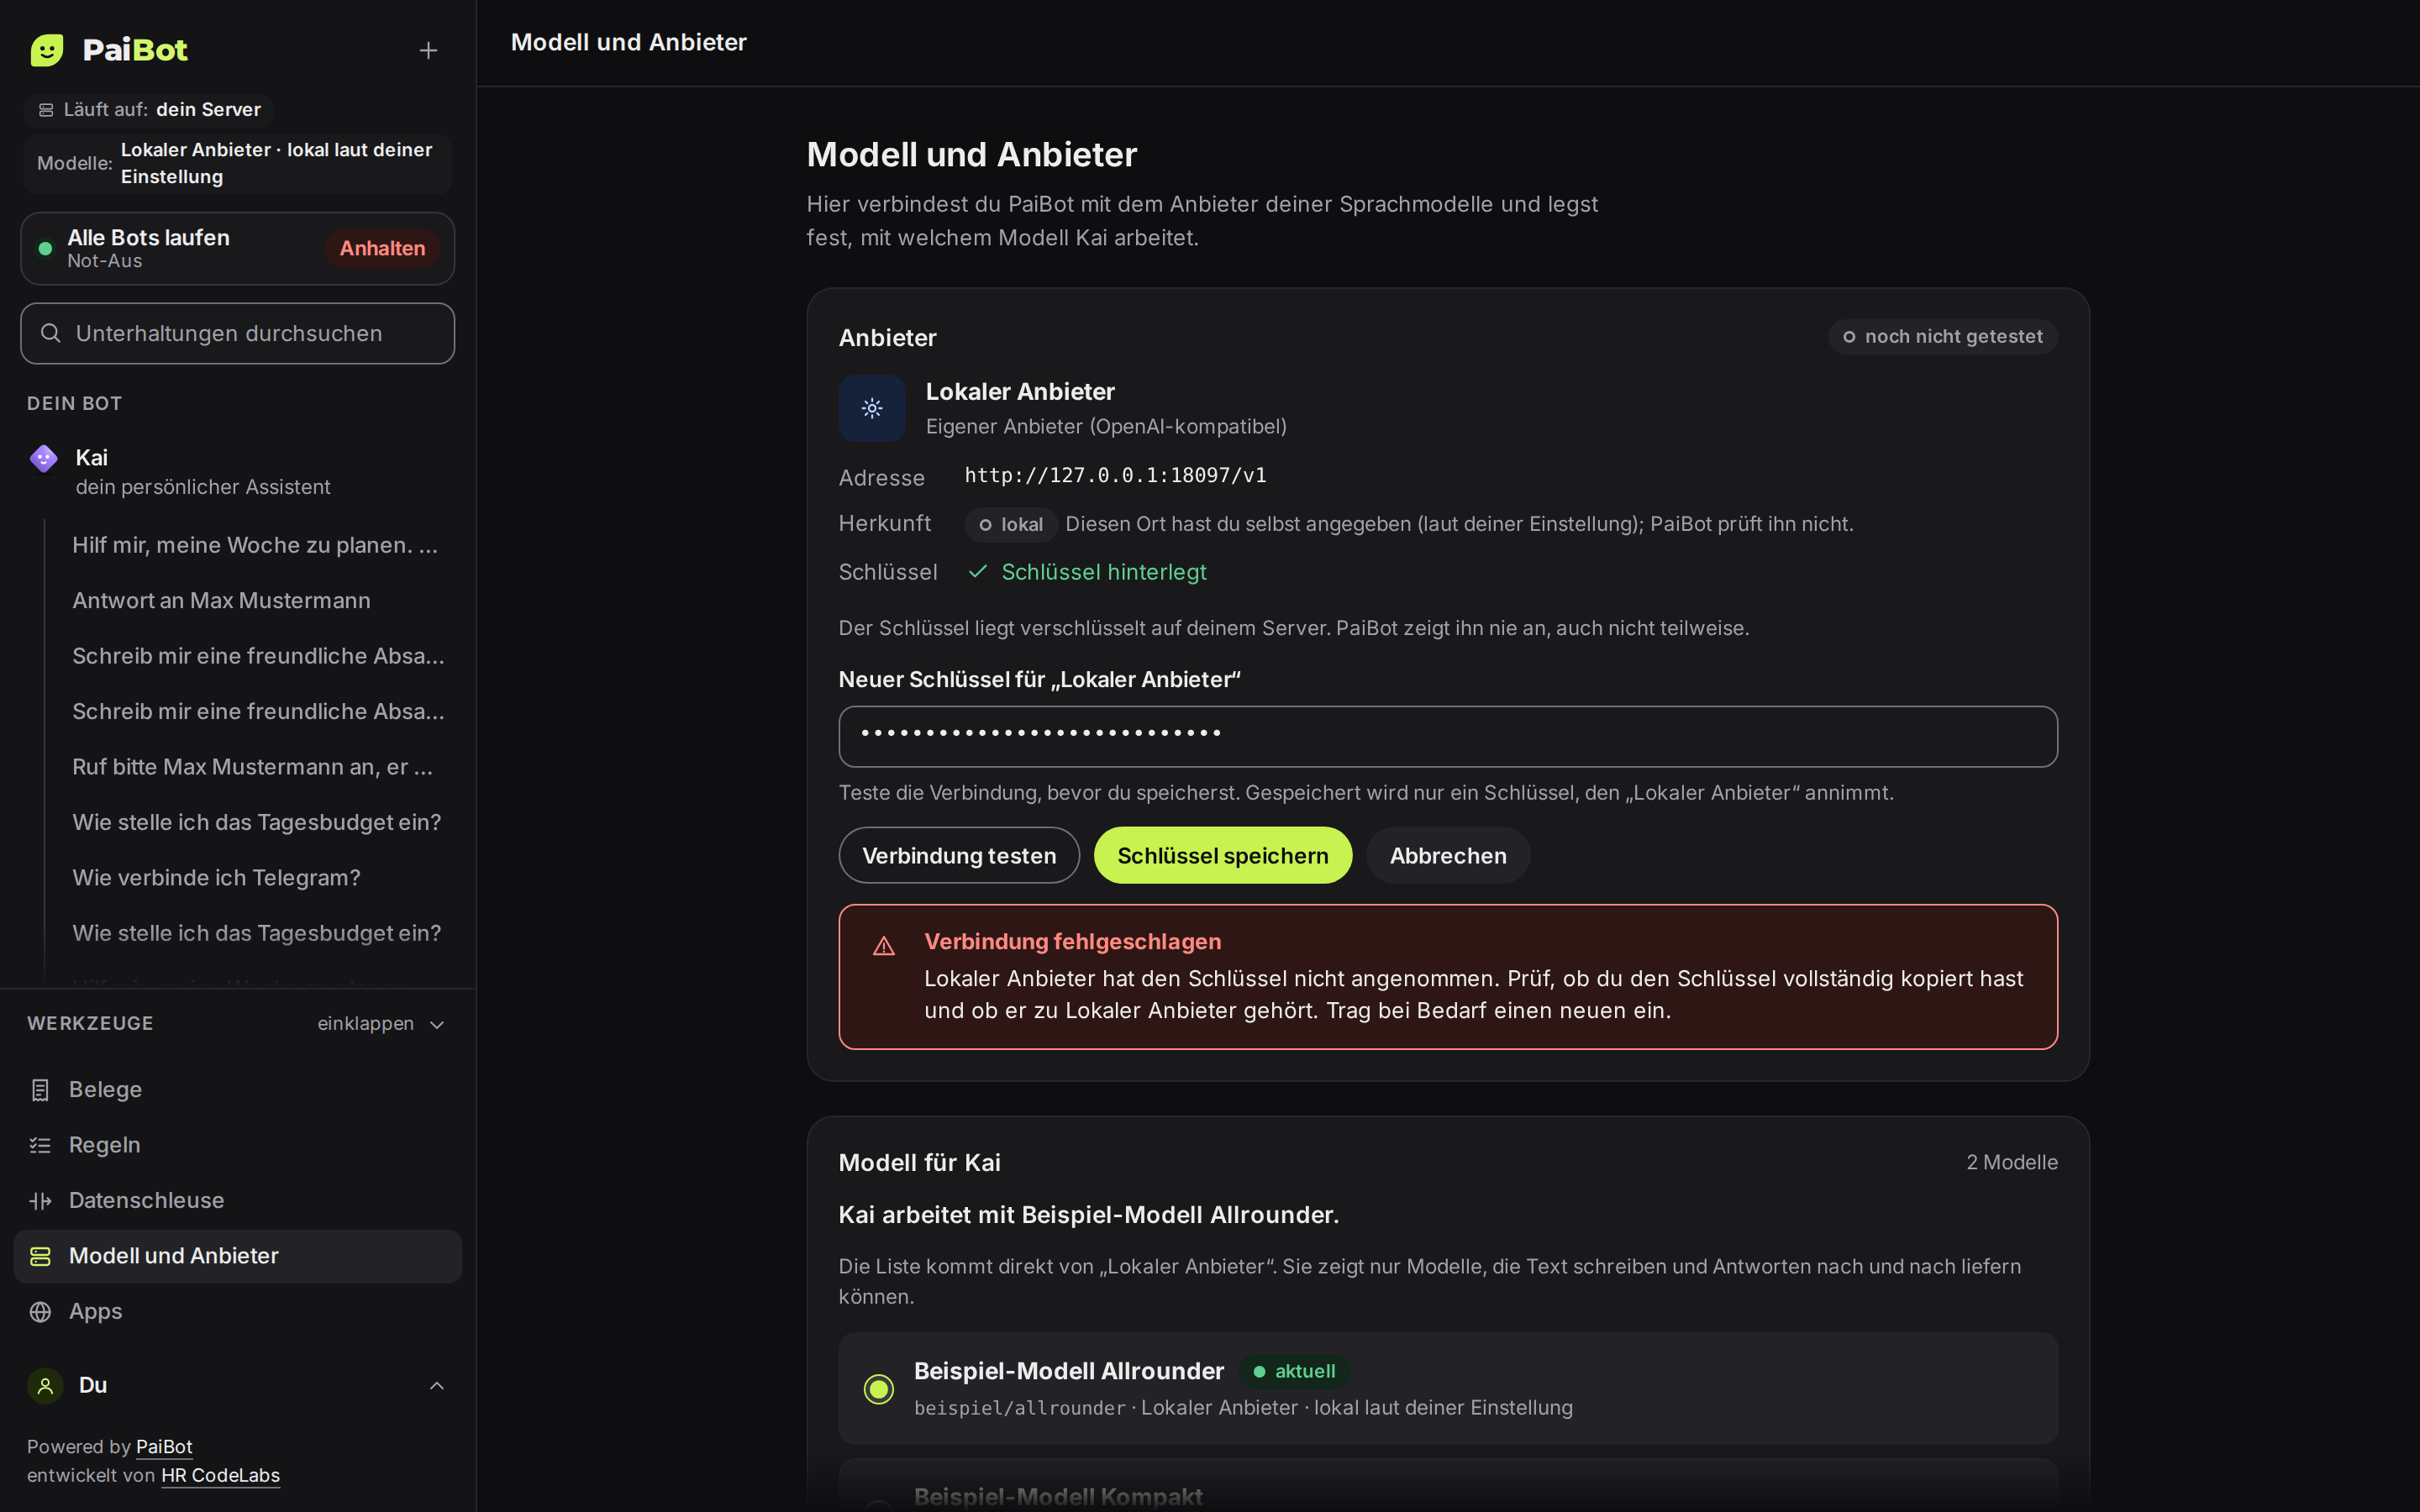 PaiBot
Läuft auf: dein Server
Modelle: Lokaler Anbieter · lokal laut deiner
Einstellung
Alle Bots laufen
Not-Aus
Anhalten
Unterhaltungen durchsuchen
DEIN BOT
Kai
dein persönlicher Assistent
Hilf mir, meine Woche zu planen. ...
Antwort an Max Mustermann
Schreib mir eine freundliche Absa...
Schreib mir eine freundliche Absa...
Ruf bitte Max Mustermann an, er ...
Wie stelle ich das Tagesbudget ein?
Wie verbinde ich Telegram?
Wie stelle ich das Tagesbudget ein?
WERKZEUGE
einklappen
Belege
Regeln
Datenschleuse
Modell und Anbieter
Apps
Du
Powered by PaiBot
entwickelt von HR CodeLabs
Modell und Anbieter
Modell und Anbieter
Hier verbindest du PaiBot mit dem Anbieter deiner Sprachmodelle und legst
fest, mit welchem Modell Kai arbeitet.
Anbieter
noch nicht getestet
Lokaler Anbieter
Eigener Anbieter (OpenAI-kompatibel)
Adresse http://127.0.0.1:18097/v1
Herkunft lokal Diesen Ort hast du selbst angegeben (laut deiner Einstellung); PaiBot prüft ihn nicht.
Schlüssel Schlüssel hinterlegt
Der Schlüssel liegt verschlüsselt auf deinem Server. PaiBot zeigt ihn nie an, auch nicht teilweise.
Neuer Schlüssel für „Lokaler Anbieter“
••••••••••••••••••••••••••••
Teste die Verbindung, bevor du speicherst. Gespeichert wird nur ein Schlüssel, den „Lokaler Anbieter“ annimmt.
Verbindung testen
Schlüssel speichern
Abbrechen
Verbindung fehlgeschlagen
Lokaler Anbieter hat den Schlüssel nicht angenommen. Prüf, ob du den Schlüssel vollständig kopiert hast
und ob er zu Lokaler Anbieter gehört. Trag bei Bedarf einen neuen ein.
Modell für Kai
2 Modelle
Kai arbeitet mit Beispiel-Modell Allrounder.
Die Liste kommt direkt von „Lokaler Anbieter“. Sie zeigt nur Modelle, die Text schreiben und Antworten nach und nach liefern
können.
Beispiel-Modell Allrounder
aktuell
beispiel/allrounder · Lokaler Anbieter · lokal laut deiner Einstellung
Beispiel-Modell Kompakt